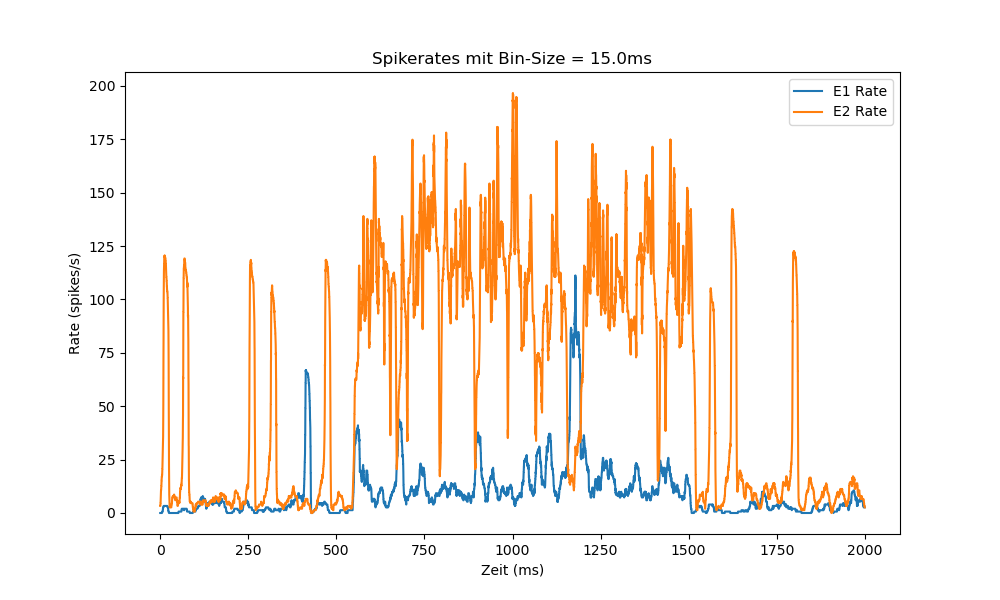 Spikerates mit Bin-Size = 15.0ms
E1 Rate
E2 Rate
200
175
150
125
100
75
50
25
0
Rate (spikes/s)
0 250 500 750 1000 1250 1500 1750 2000
Zeit (ms)